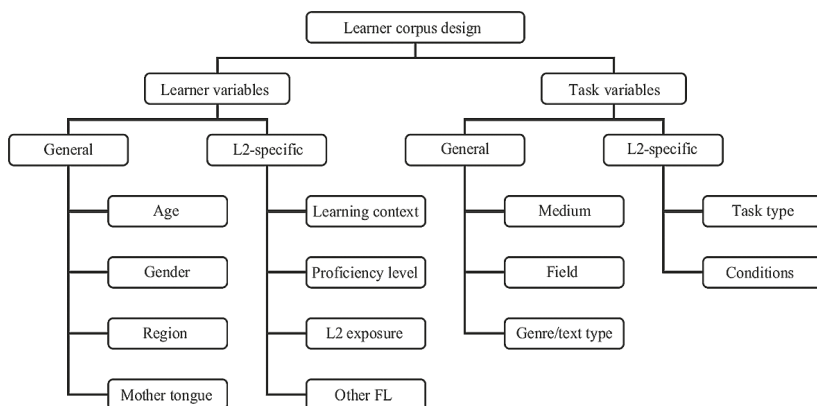 Learner corpus design
Learner variables
Task variables
General
L2-specific
General
L2-specific
Age
Learning context
Medium
Task type
Gender
Proficiency level
Field
Conditions
Region
L2 exposure
Genre/text type
Mother tongue
Other FL